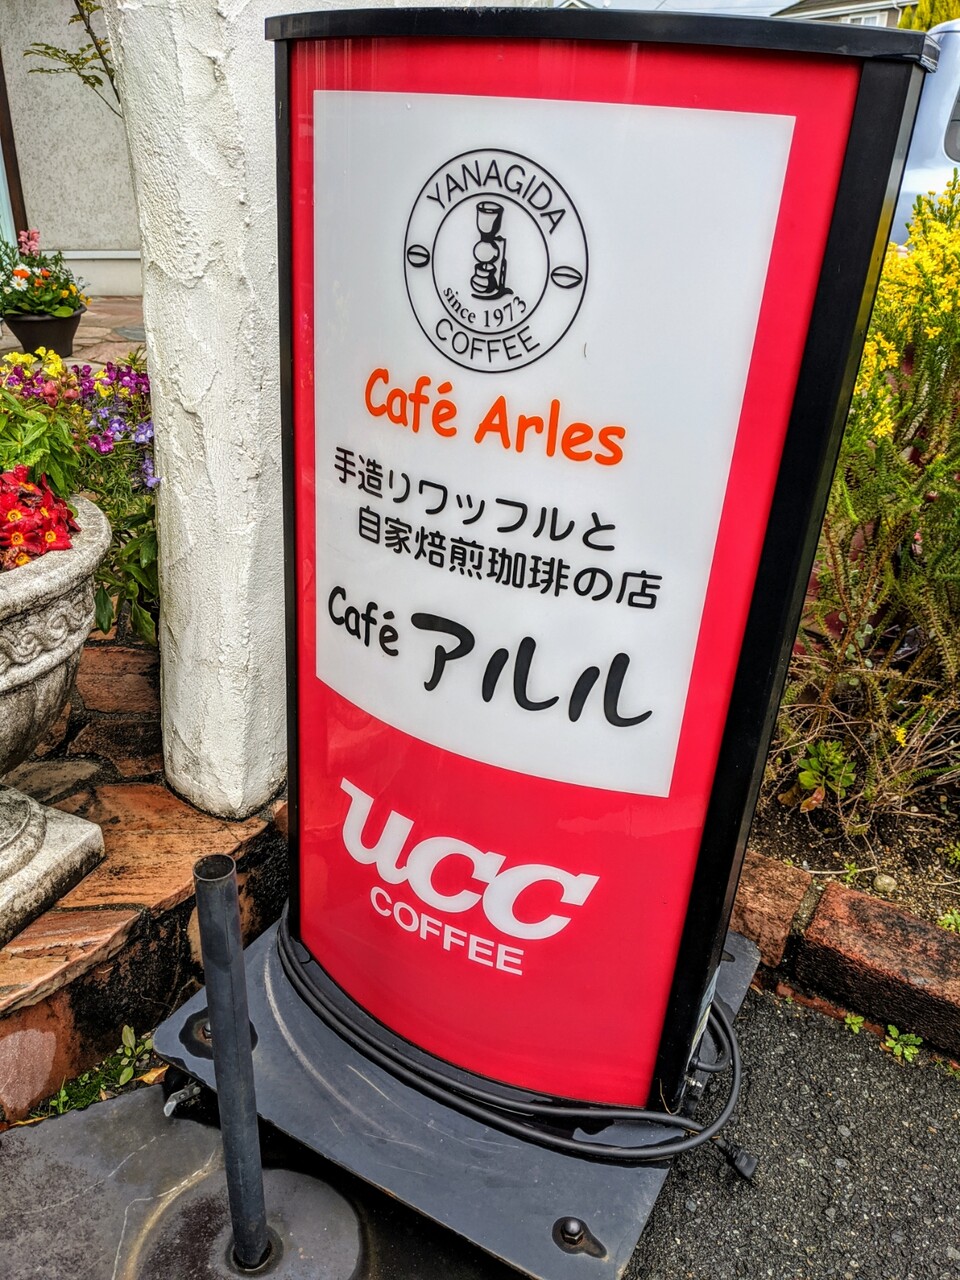 YANAGIDA
since 1973
COFFEE
Café Arles
手造りワッフルと
自家焙煎珈琲の店
Café アルル
UCC
COFFEE